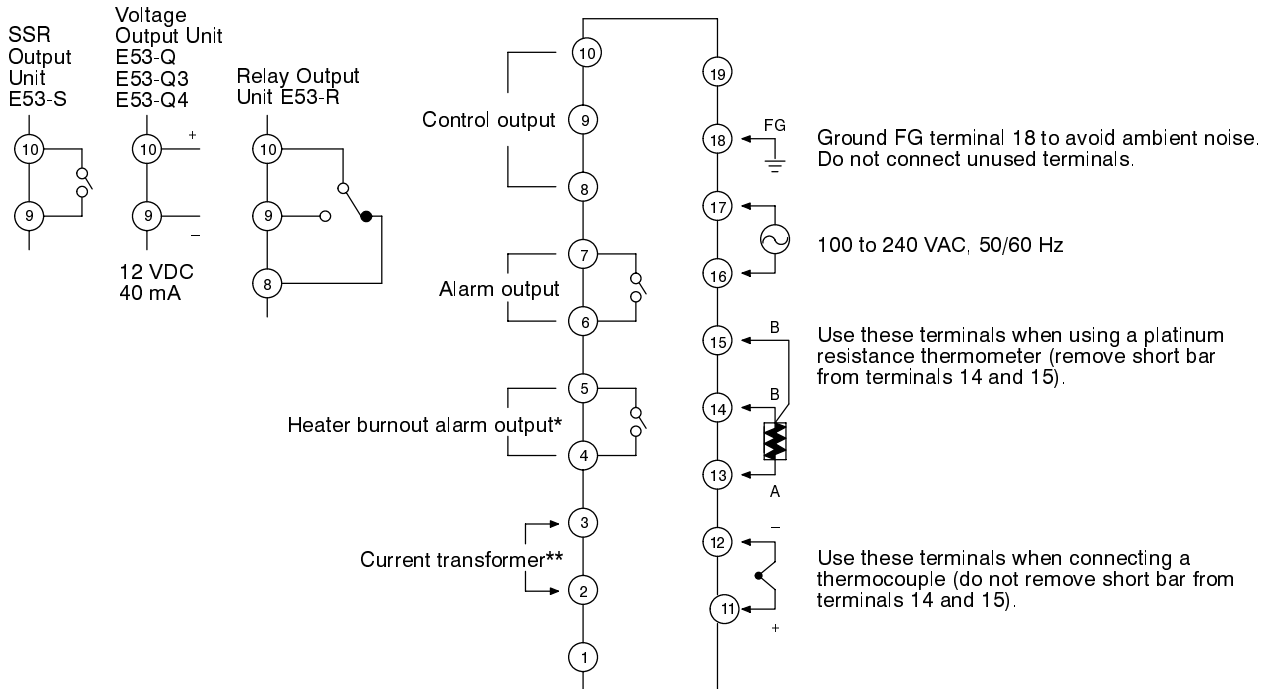 SSR
Output
Unit
E53-S
10
9
Voltage
Output Unit
E53-Q
E53-Q3
E53-Q4
10
+
9
–
12 VDC
40 mA
Relay Output
Unit E53-R
10
9
8
Control output
10
9
8
Alarm output
7
6
Heater burnout alarm output*
5
4
Current transformer**
3
2
1
19
18
FG
Ground FG terminal 18 to avoid ambient noise.
Do not connect unused terminals.
17
16
100 to 240 VAC, 50/60 Hz
15
B
14
B
13
A
Use these terminals when using a platinum
resistance thermometer (remove short bar
from terminals 14 and 15).
12
–
11
+
Use these terminals when connecting a
thermocouple (do not remove short bar from
terminals 14 and 15).